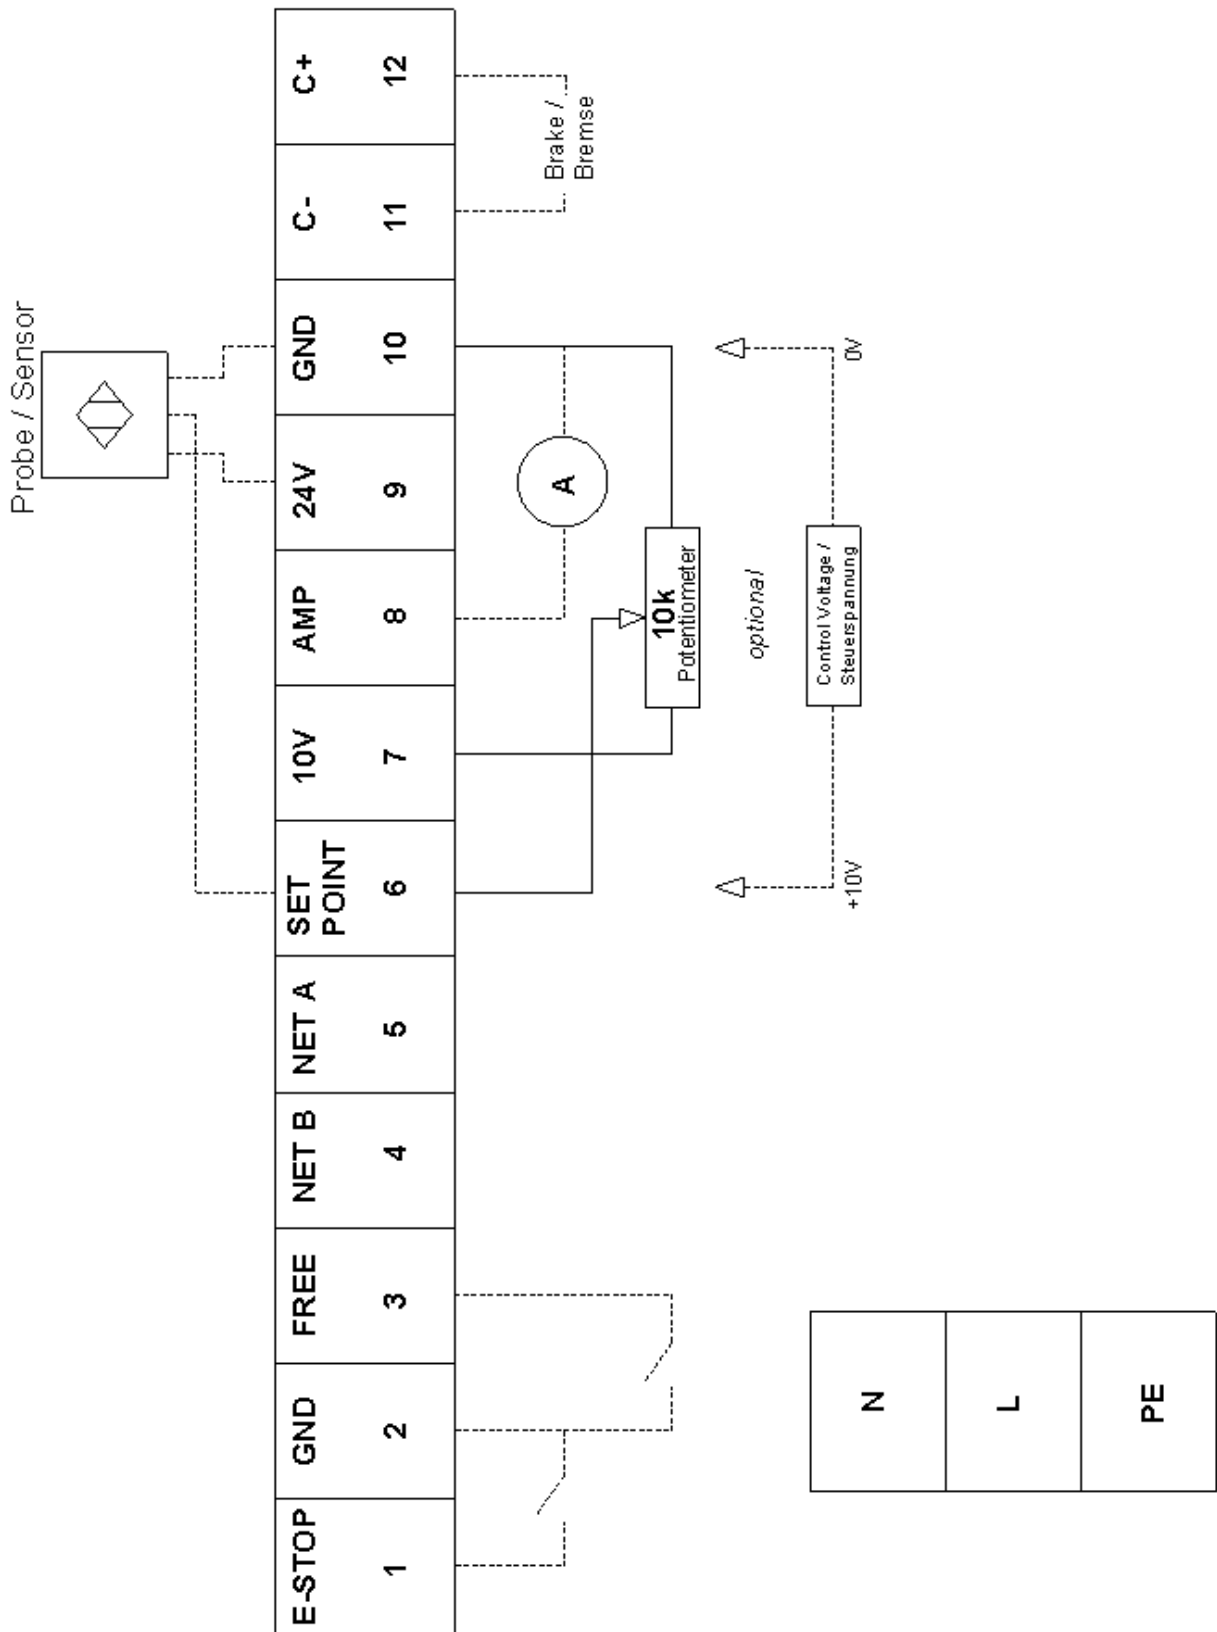 Probe / Sensor
E-STOP
GND
FREE
NET B
NET A
SET
POINT
10V
AMP
24V
GND
C-
C+
1
2
3
4
5
6
7
8
9
10
11
12
A
Brake /
Bremse
10k
Potentiometer
optional
Control Voltage /
Steuerspannung
+10V
0V
N
L
PE